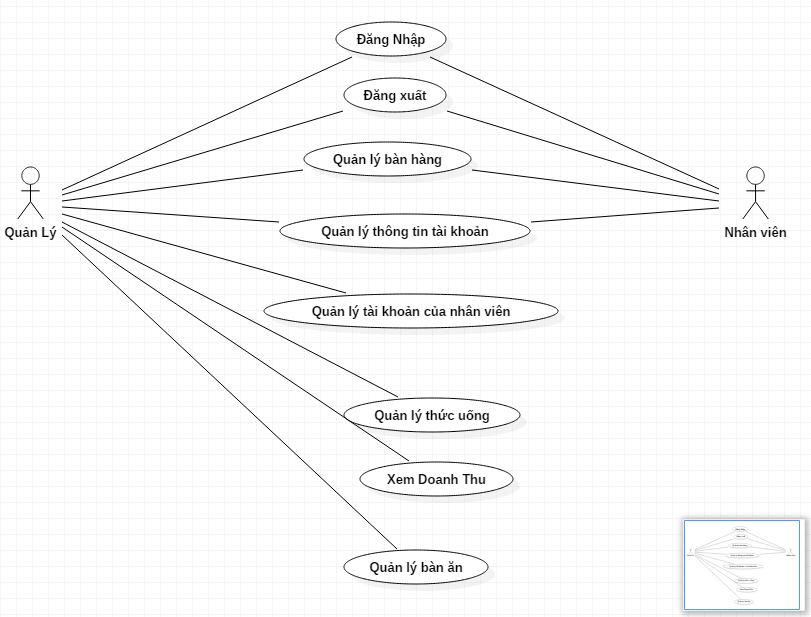 Đăng Nhập
Đăng xuất
Quản lý bàn hàng
Quản Lý
Quản lý thông tin tài khoản
Nhân viên
Quản lý tài khoản của nhân viên
Quản lý thức uống
Xem Doanh Thu
Quản lý bàn ăn